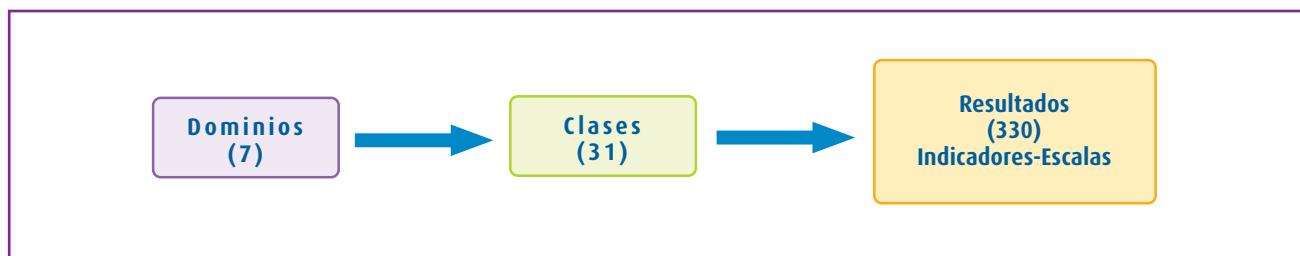 Dominios
(7)
Clases
(31)
Resultados
(330)
Indicadores-Escalas